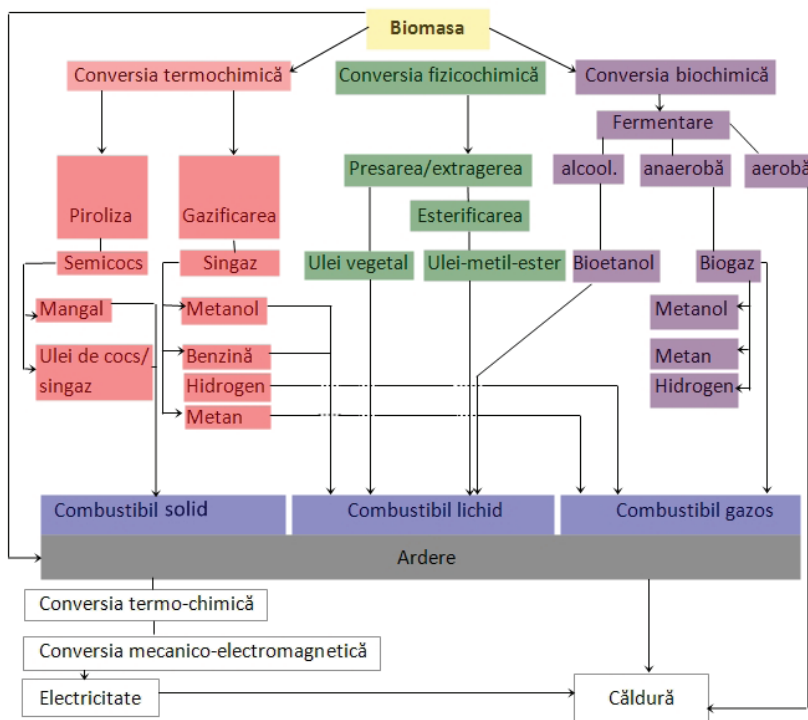 Biomasa
Conversia termochimică
Conversia fizicochimică
Conversia biochimică
Fermentare
Piroliza
Gazificarea
Presarea/extragerea
alcool.
anaerobă
aerobă
Esterificarea
Semicocs
Singaz
Ulei vegetal
Ulei-metil-ester
Bioetanol
Biogaz
Mangal
Metanol
Metanol
Ulei de cocs/
singaz
Benzină
Metan
Hidrogen
Hidrogen
Metan
Combustibil solid
Combustibil lichid
Combustibil gazos
Ardere
Conversia termo-chimică
Conversia mecanico-electromagnetică
Electricitate
Căldură